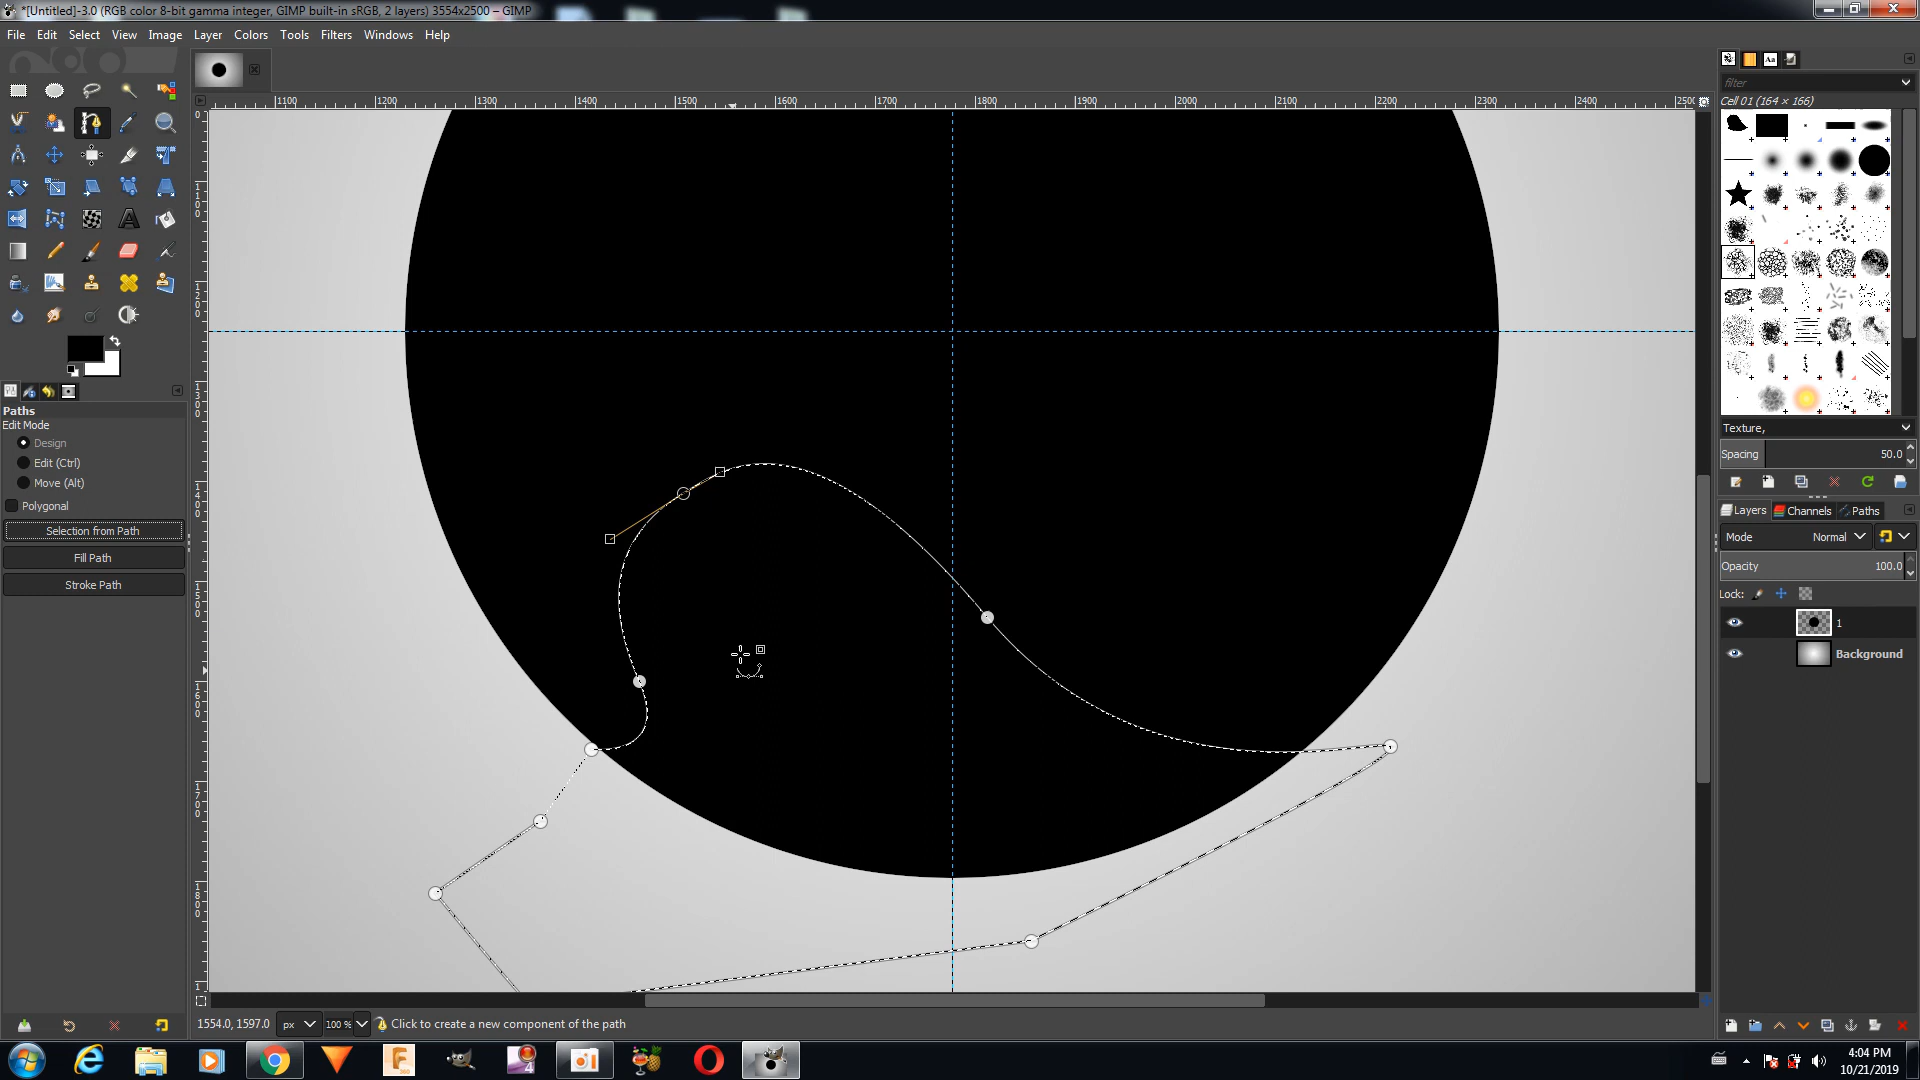 *[Untitled]-3.0 (RGB color 8-bit gamma integer, GIMP built-in sRGB, 2 layers) 3554x2500 – GIMP
File Edit Select View Image Layer Colors Tools Filters Windows Help
filter
Cell 01 (164 × 166)
1100 1200 1300 1400 1500 1600 1700 1800 1900 2000 2100 2200 2300 2400 2500
Paths
Edit Mode
Design
Edit (Ctrl)
Move (Alt)
Polygonal
Selection from Path
Fill Path
Stroke Path
Texture,
Spacing 50.0
Layers Channels Paths
Mode Normal
Opacity 100.0
Lock:
1
Background
1554.0, 1597.0 px 100 % Click to create a new component of the path
4:04 PM
10/21/2019